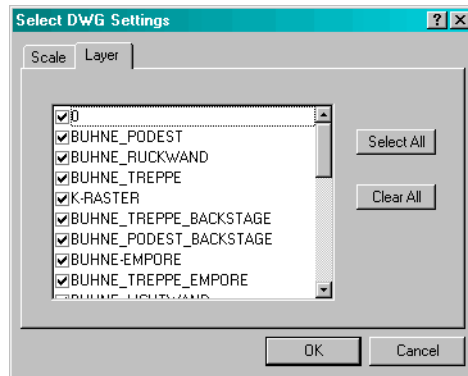 Select DWG Settings
Scale Layer
0
BUHNE_PODEST
BUHNE_RUCKWAND
BUHNE_TREPPE
K-RASTER
BUHNE_TREPPE_BACKSTAGE
BUHNE_PODEST_BACKSTAGE
BUHNE-EMPORE
BUHNE_TREPPE_EMPORE
Select All
Clear All
OK Cancel